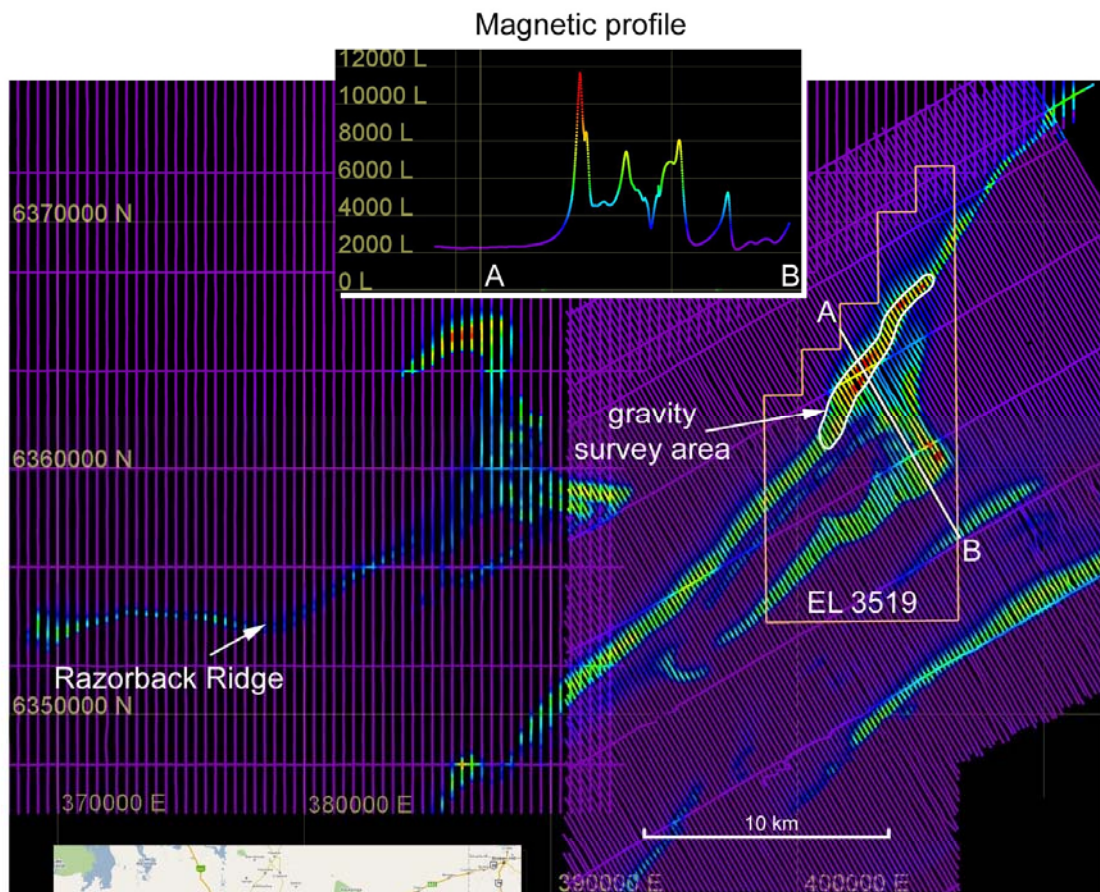 Magnetic profile
12000 L
10000 L
8000 L
6000 L
4000 L
2000 L
0 L
A
B
6370000 N
A
gravity
survey area
6360000 N
B
EL 3519
Razorback Ridge
6350000 N
370000 E
380000 E
10 km
390000 E
400000 E